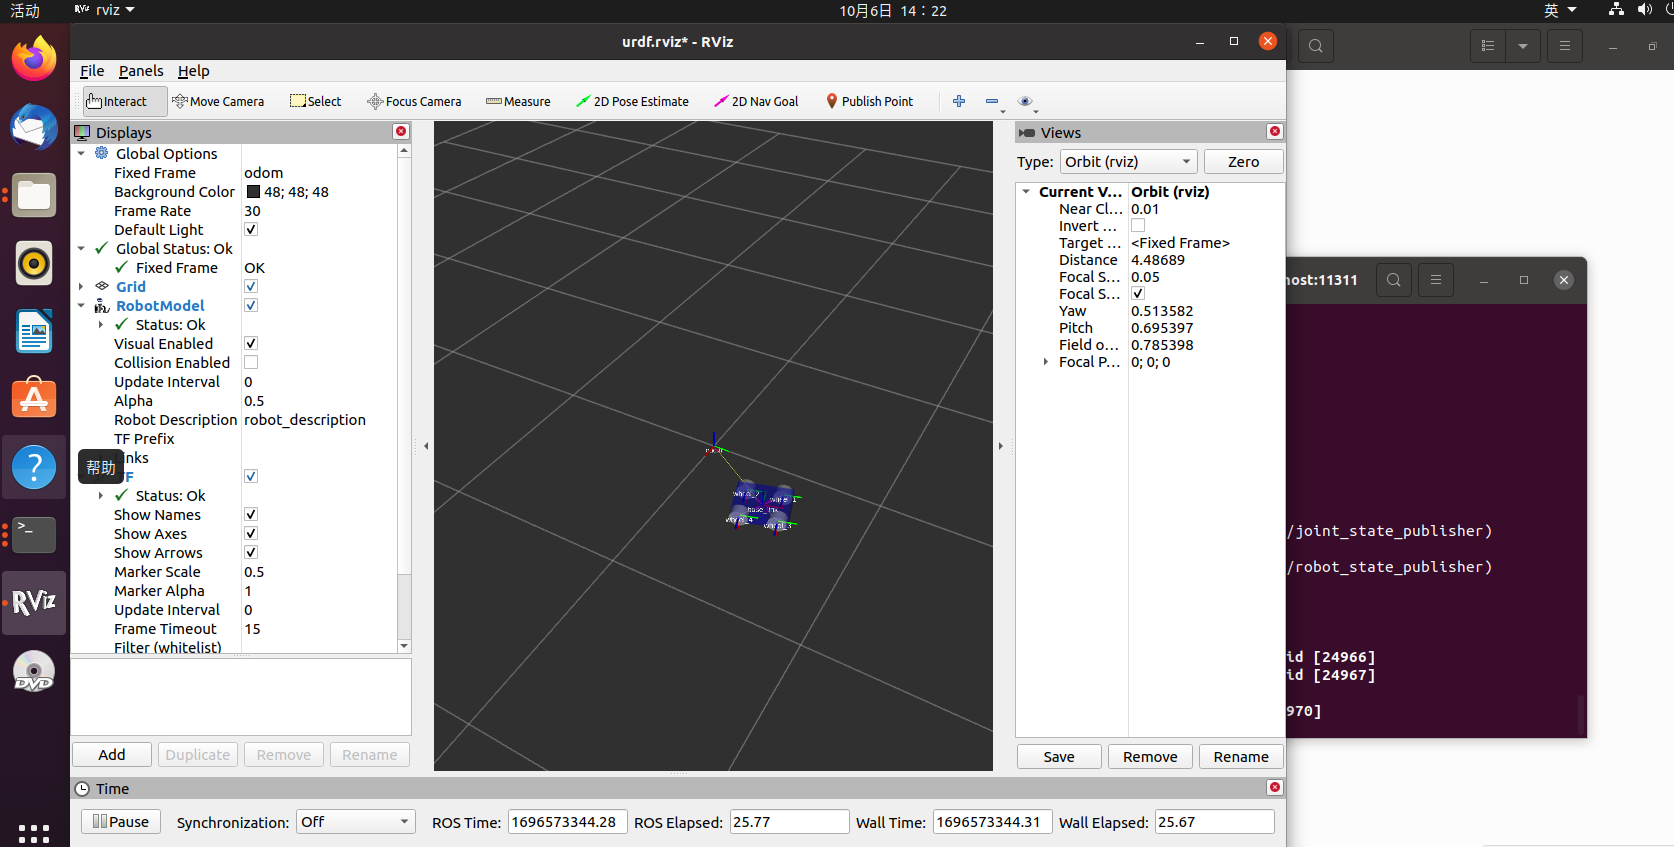 活动
rviz
10月6日 14：22
英
urdf.rviz* - RViz
File Panels Help
Interact Move Camera Select Focus Camera Measure 2D Pose Estimate 2D Nav Goal Publish Point
Displays
Global Options
Fixed Frame odom
Background Color 48; 48; 48
Frame Rate 30
Default Light
Global Status: Ok
Fixed Frame OK
Grid
RobotModel
Status: Ok
Visual Enabled
Collision Enabled
Update Interval 0
Alpha 0.5
Robot Description robot_description
TF Prefix
帮助
Status: Ok
Show Names
Show Axes
Show Arrows
Marker Scale 0.5
Marker Alpha 1
Update Interval 0
Frame Timeout 15
Filter (whitelist)
Add Duplicate Remove Rename
wheel_2
wheel_1
base_link
wheel_4
wheel_3
Views
Type: Orbit (rviz) Zero
Current V... Orbit (rviz)
Near Cl... 0.01
Invert ...
Target ... <Fixed Frame>
Distance 4.48689
Focal S... 0.05
Focal S...
Yaw 0.513582
Pitch 0.695397
Field o... 0.785398
Focal P... 0; 0; 0
Save Remove Rename
Time
Pause Synchronization: Off ROS Time: 1696573344.28 ROS Elapsed: 25.77 Wall Time: 1696573344.31 Wall Elapsed: 25.67
ost:11311
/joint_state_publisher)
/robot_state_publisher)
id [24966]
id [24967]
970]
>_
RViz
DVD